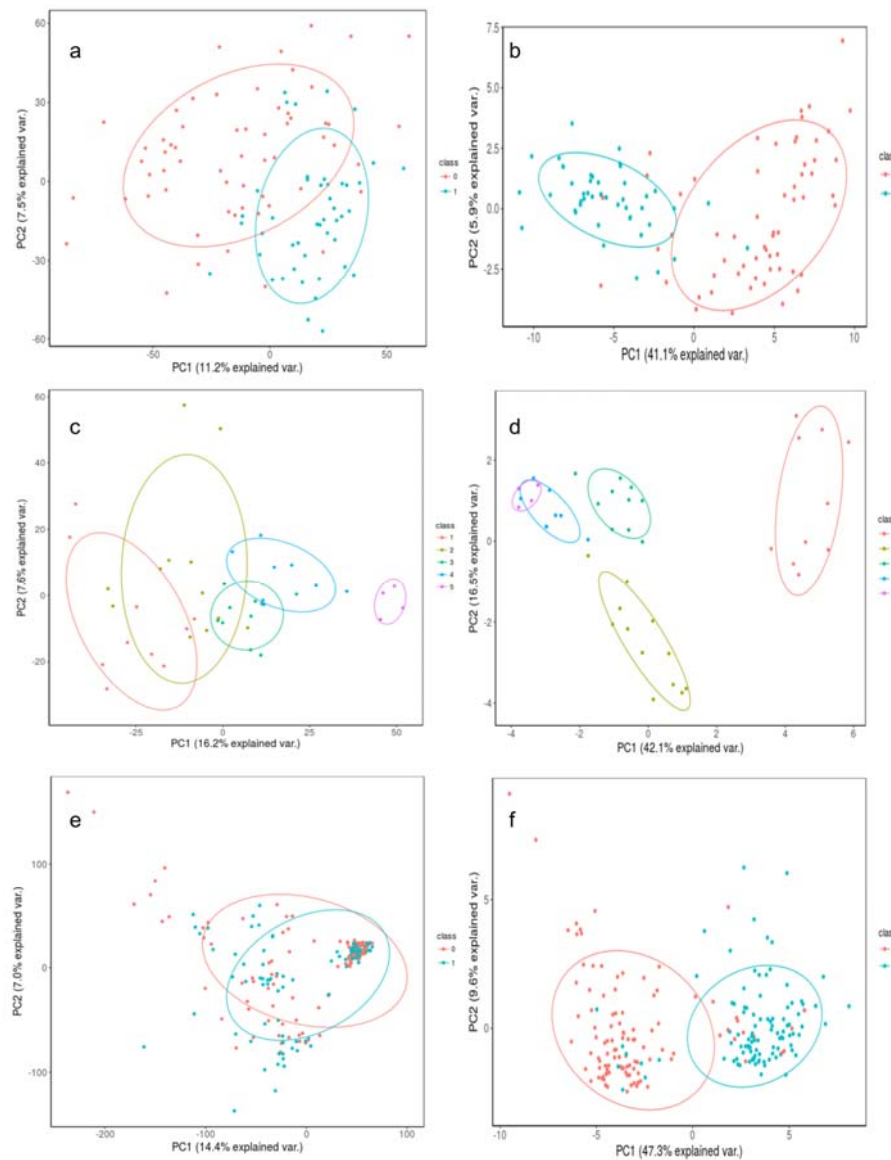 a
60
30
0
-30
-60
PC2 (7.5% explained var.)
-50
0
50
PC1 (11.2% explained var.)
class
0
1
b
7.5
5.0
2.5
0.0
-2.5
PC2 (5.9% explained var.)
-10
-5
0
5
10
PC1 (41.1% explained var.)
clas
c
60
40
20
0
-20
PC2 (7.6% explained var.)
-25
0
25
50
PC1 (16.2% explained var.)
class
1
2
3
4
5
d
2
0
-2
-4
PC2 (16.5% explained var.)
-4
-2
0
2
4
6
PC1 (42.1% explained var.)
class
e
100
0
-100
PC2 (7.0% explained var.)
-200
-100
0
100
PC1 (14.4% explained var.)
class
0
1
f
5
0
PC2 (9.6% explained var.)
-10
-5
0
5
PC1 (47.3% explained var.)
class